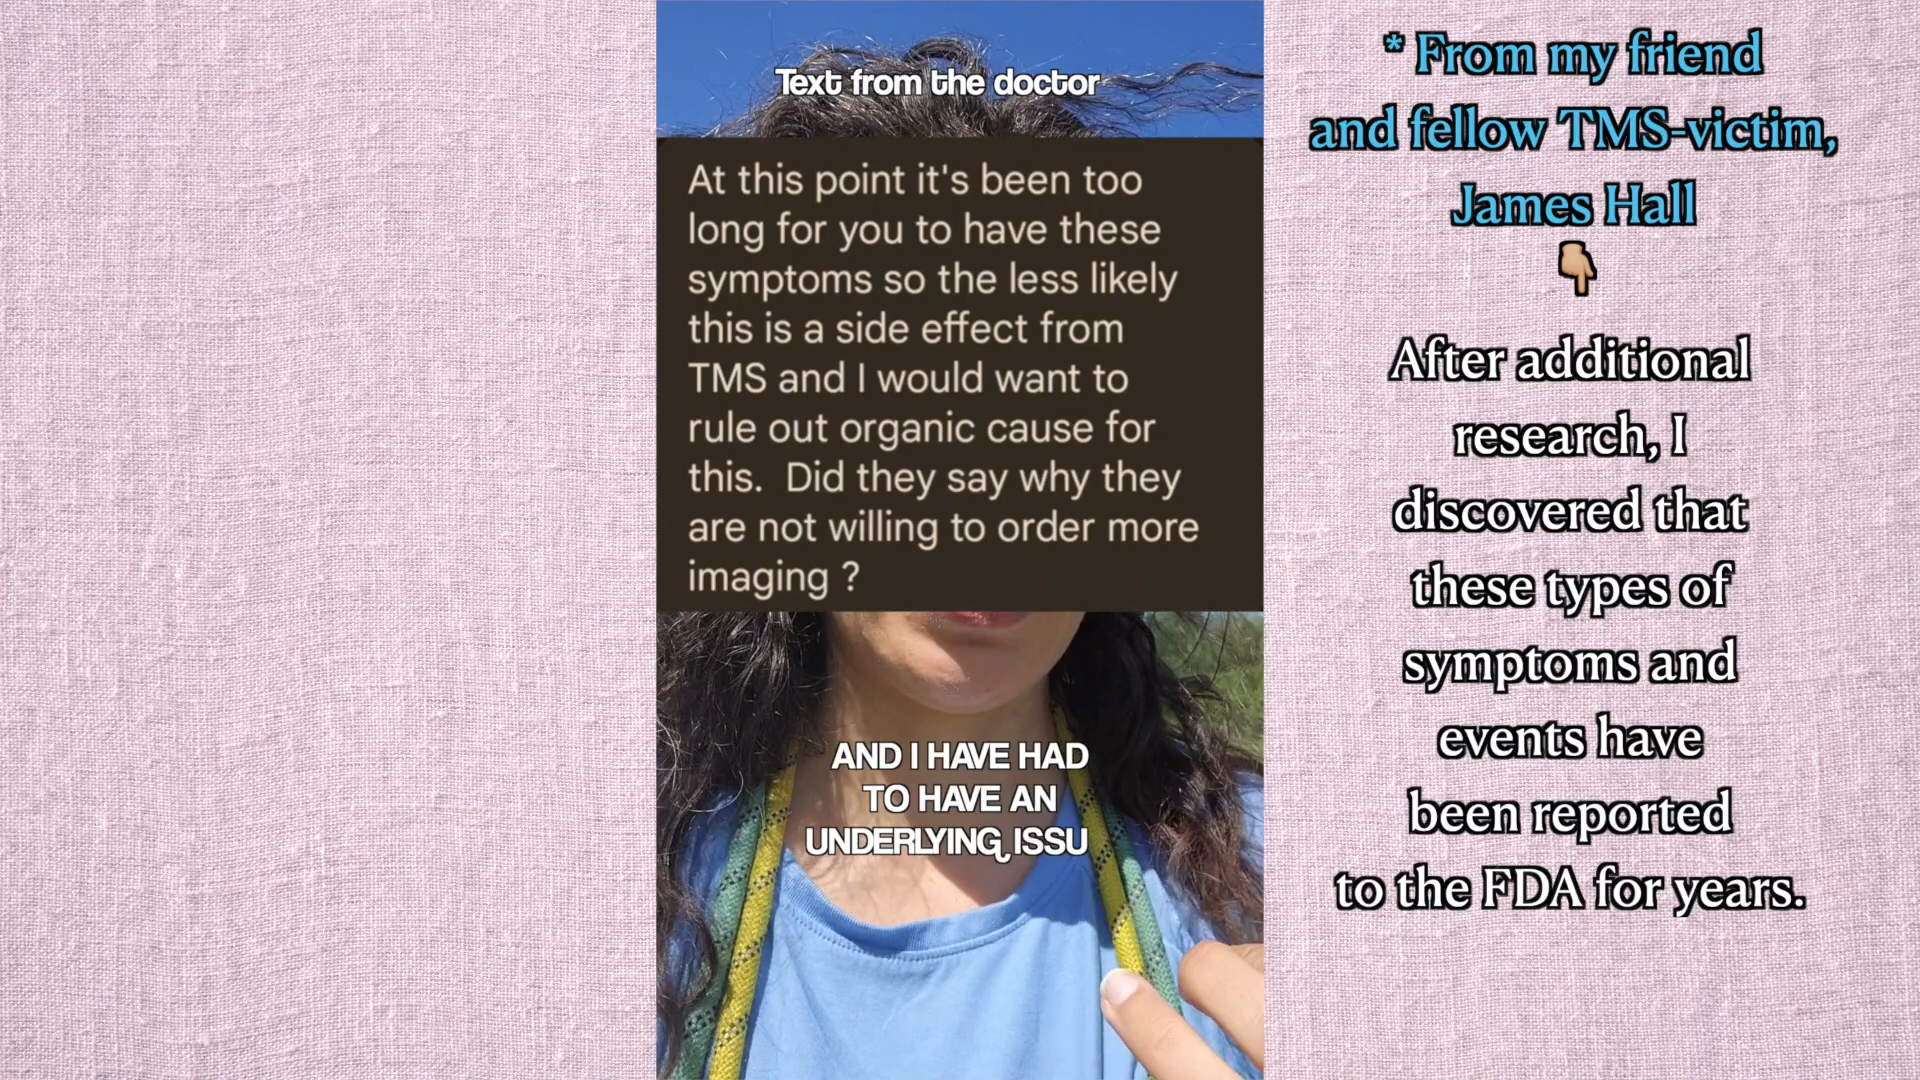 Text from the doctor
At this point it's been too
long for you to have these
symptoms so the less likely
this is a side effect from
TMS and I would want to
rule out organic cause for
this.  Did they say why they
are not willing to order more
imaging ?
AND I HAVE HAD
TO HAVE AN
UNDERLYING ISSU
* From my friend
and fellow TMS-victim,
James Hall
👇🏼
After additional
research, I
discovered that
these types of
symptoms and
events have
been reported
to the FDA for years.